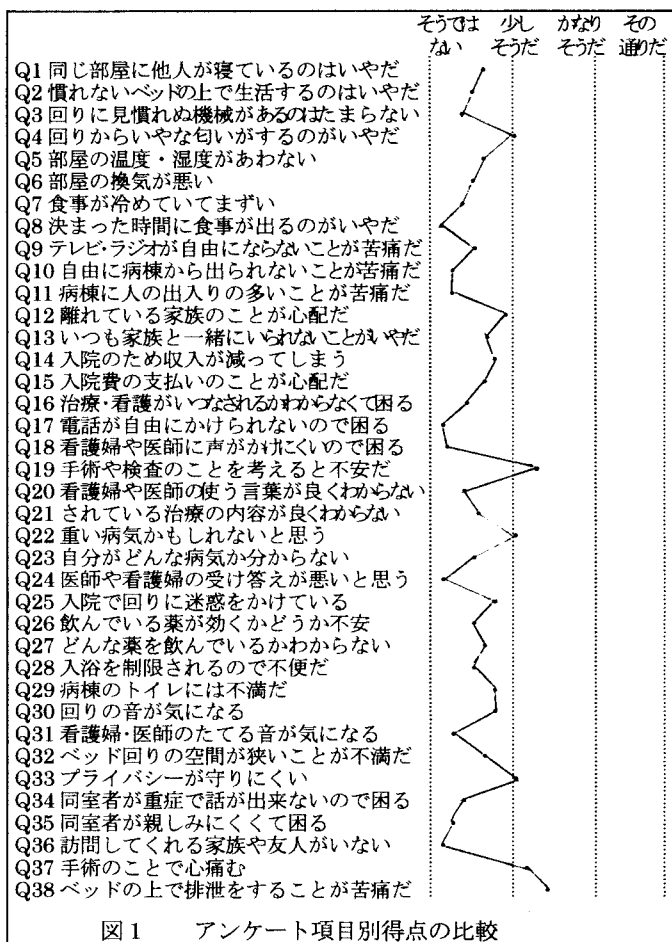 そうでは 少し かなり その
ない そうだ そうだ 通りだ
Q1 同じ部屋に他人が寝ているのはいやだ
Q2 慣れないベッドの上で生活するのはいやだ
Q3 回りに見慣れぬ機械があるのはたまらない
Q4 回りからいやな匂いがするのがいやだ
Q5 部屋の温度・湿度があわない
Q6 部屋の換気が悪い
Q7 食事が冷めていてまずい
Q8 決まった時間に食事が出るのがいやだ
Q9 テレビ・ラジオが自由にならないことが苦痛だ
Q10 自由に病棟から出られないことが苦痛だ
Q11 病棟に人の出入りの多いことが苦痛だ
Q12 離れている家族のことが心配だ
Q13 いつも家族と一緒にいられないことがいやだ
Q14 入院のため収入が減ってしまう
Q15 入院費の支払いのことが心配だ
Q16 治療・看護がいつなされるかわからなくて困る
Q17 電話が自由にかけられないので困る
Q18 看護婦や医師に声がかけにくいので困る
Q19 手術や検査のことを考えると不安だ
Q20 看護婦や医師の使う言葉が良くわからない
Q21 されている治療の内容が良くわからない
Q22 重い病気かもしれないと思う
Q23 自分がどんな病気か分からない
Q24 医師や看護婦の受け答えが悪いと思う
Q25 入院で回りに迷惑をかけている
Q26 飲んでいる薬が効くかどうか不安
Q27 どんな薬を飲んでいるかわからない
Q28 入浴を制限されるので不便だ
Q29 病棟のトイレには不満だ
Q30 回りの音が気になる
Q31 看護婦・医師のたてる音が気になる
Q32 ベッド回りの空間が狭いことが不満だ
Q33 プライバシーが守りにくい
Q34 同室者が重症で話が出来ないので困る
Q35 同室者が親しみにくくて困る
Q36 訪問してくれる家族や友人がいない
Q37 手術のことで心痛む
Q38 ベッドの上で排泄をすることが苦痛だ
図1 アンケート項目別得点の比較